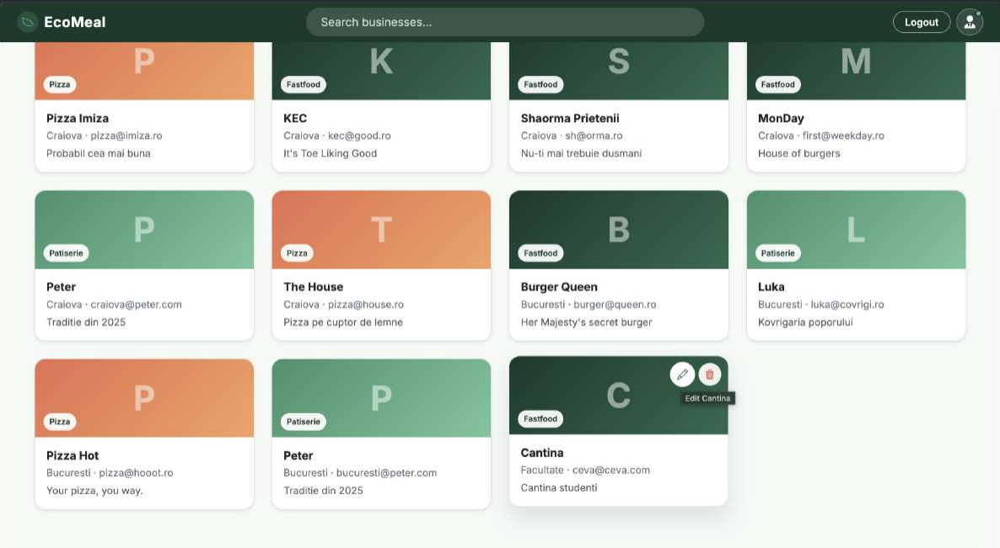 EcoMeal
Search businesses...
Logout
P
K
S
M
Pizza
Fastfood
Fastfood
Fastfood
Pizza Imiza
KEC
Shaorma Prietenii
MonDay
Craiova · pizza@imiza.ro
Craiova · kec@good.ro
Craiova · sh@orma.ro
Craiova · first@weekday.ro
Probabil cea mai buna
It's Toe Liking Good
Nu-ti mai trebuie dusmani
House of burgers
P
T
B
L
Patiserie
Pizza
Fastfood
Patiserie
Peter
The House
Burger Queen
Luka
Craiova · craiova@peter.com
Craiova · pizza@house.ro
Bucuresti · burger@queen.ro
Bucuresti · luka@covrigi.ro
Traditie din 2025
Pizza pe cuptor de lemne
Her Majesty's secret burger
Kovrigaria poporului
P
P
C
Edit Cantina
Pizza
Patiserie
Fastfood
Pizza Hot
Peter
Cantina
Bucuresti · pizza@hooot.ro
Bucuresti · bucuresti@peter.com
Facultate · ceva@ceva.com
Your pizza, you way.
Traditie din 2025
Cantina studenti